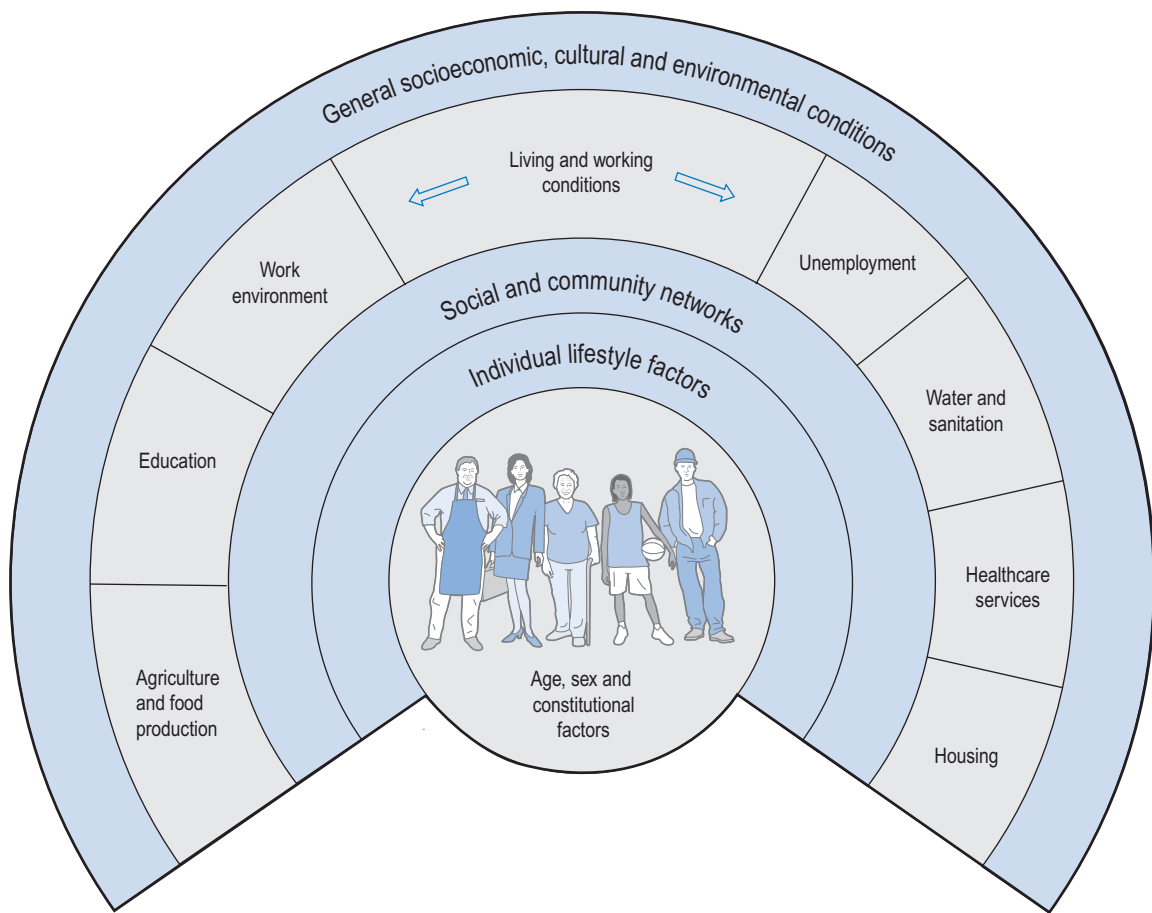 General socioeconomic, cultural and environmental conditions
Living and working
conditions
Work
environment
Unemployment
Social and community networks
Individual lifestyle factors
Education
Water and
sanitation
Healthcare
services
Agriculture
and food
production
Age, sex and
constitutional
factors
Housing